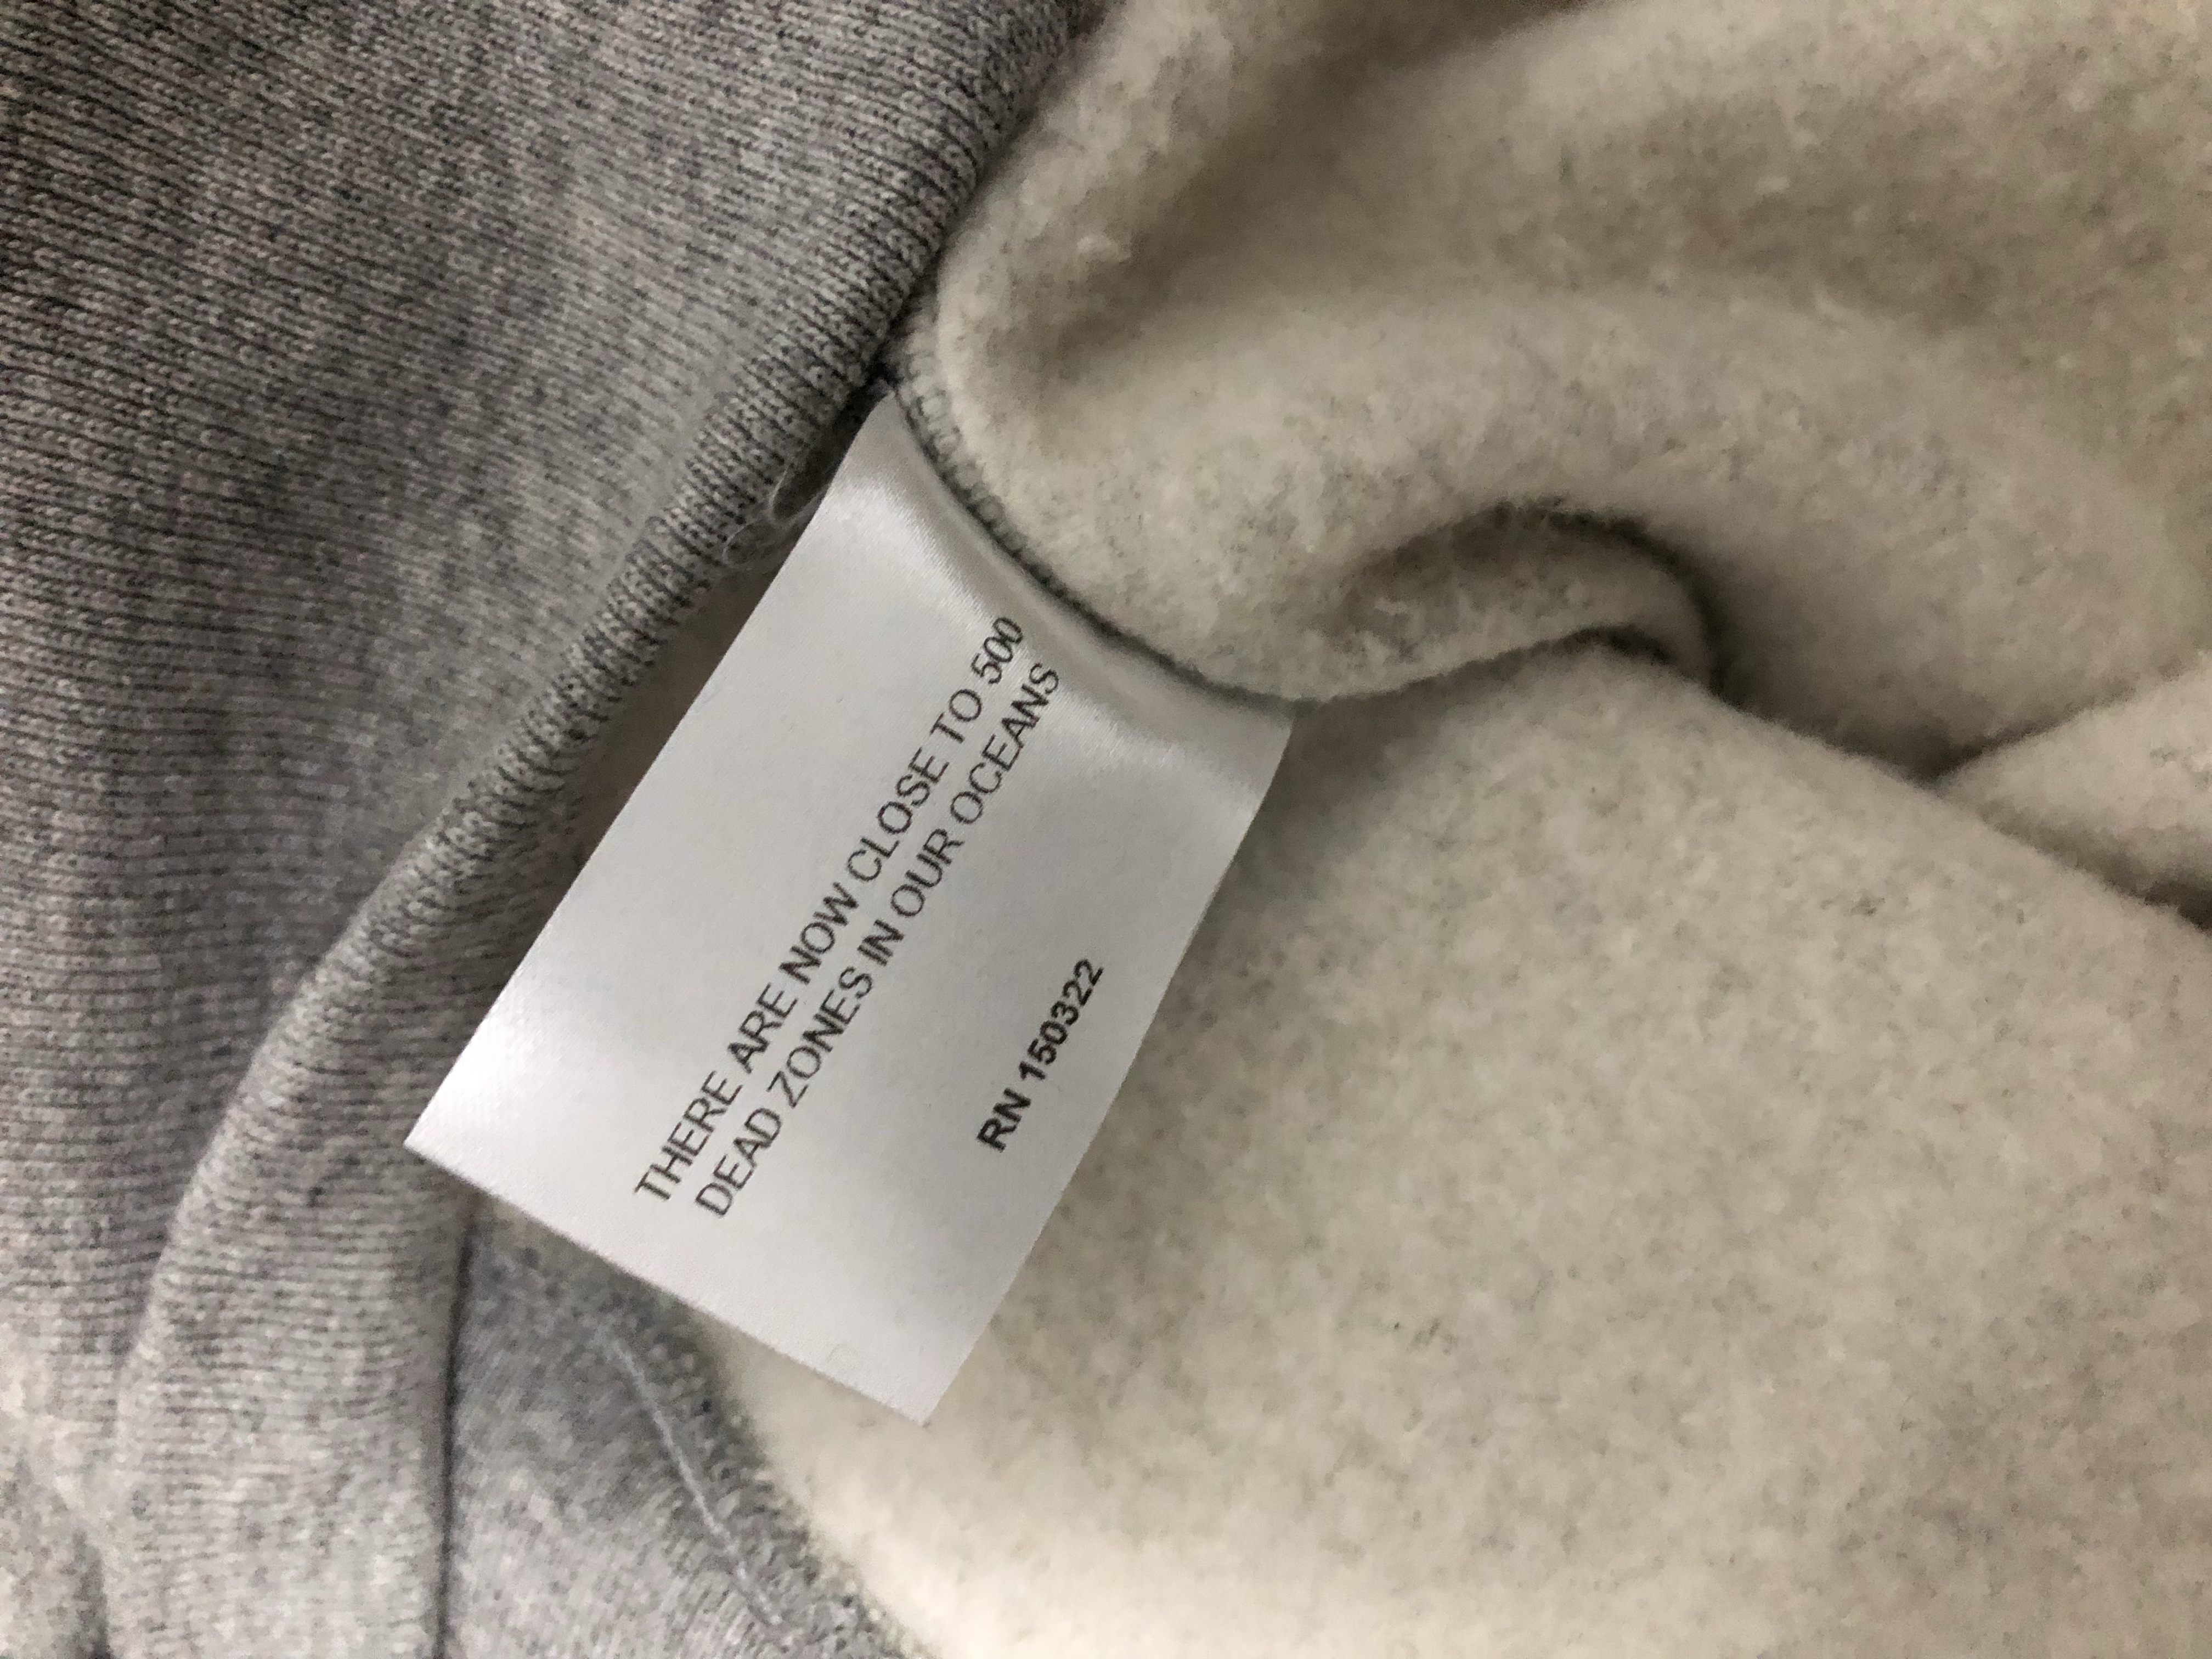 THERE ARE NOW CLOSE TO 500
DEAD ZONES IN OUR OCEANS
RN 150322